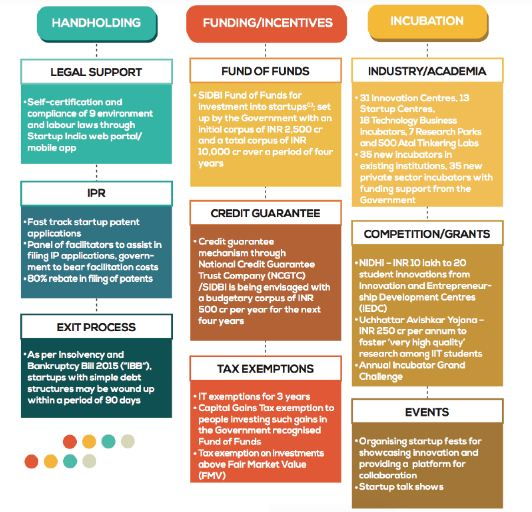 HANDHOLDING
LEGAL SUPPORT
•Self-certification and
compliance of 9 environment
and labour laws through
Startup India web portal/
mobile app
IPR
•Fast track startup patent
applications
•Panel of facilitators to assist in
filing IP applications, govern-
ment to bear facilitation costs
•80% rebate in filing of patents
EXIT PROCESS
•As per Insolvency and
Bankruptcy Bill 2015 ("IBB"),
startups with simple debt
structures may be wound up
within a period of 90 days
FUNDING/INCENTIVES
FUND OF FUNDS
•SIDBI Fund of Funds for
investment into startups; set
up by the Government with an
initial corpus of INR 2,500 cr
and a total corpus of INR
10,000 cr over a period of four
years
CREDIT GUARANTEE
•Credit guarantee
mechanism through
National Credit Guarantee
Trust Company (NCGTC)
/SIDBI is being envisaged with
a budgetary corpus of INR
500 cr per year for the next
four years
TAX EXEMPTIONS
•IT exemptions for 3 years
•Capital Gains Tax exemption to
people investing such gains in
the Government recognised
Fund of Funds
•Tax exemption on investments
above Fair Market Value
(FMV)
INCUBATION
INDUSTRY/ACADEMIA
•31 Innovation Centres, 13
Startup Centres,
18 Technology Business
Incubators, 7 Research Parks
and 500 Atal Tinkering Labs
•35 new incubators in
existing institutions, 35 new
private sector incubators with
funding support from the
Government
COMPETITION/GRANTS
•NIDHI – INR 10 lakh to 20
student innovations from
Innovation and Entrepreneur-
ship Development Centres
(IEDC)
•Uchhattar Avishkar Yojana –
INR 250 cr per annum to
foster 'very high quality'
research among IIT students
•Annual Incubator Grand
Challenge
EVENTS
•Organising startup fests for
showcasing innovation and
providing a platform for
collaboration
•Startup talk shows